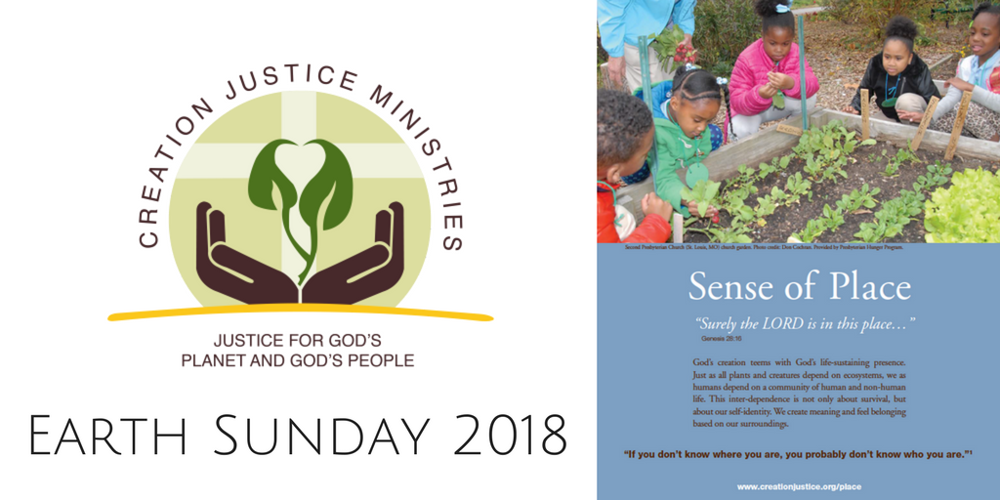 CREATION JUSTICE MINISTRIES
JUSTICE FOR GOD'S
PLANET AND GOD'S PEOPLE
EARTH SUNDAY 2018
Second Presbyterian Church (St. Louis, MO) church garden. Photo credit: Don Cochran. Provided by Presbyterian Hunger Program.
Sense of Place
“Surely the LORD is in this place…”
Genesis 28:16
God's creation teems with God's life-sustaining presence.
Just as all plants and creatures depend on ecosystems, we as
humans depend on a community of human and non-human
life. This inter-dependence is not only about survival, but
about our self-identity. We create meaning and feel belonging
based on our surroundings.
“If you don't know where you are, you probably don't know who you are.”¹
www.creationjustice.org/place